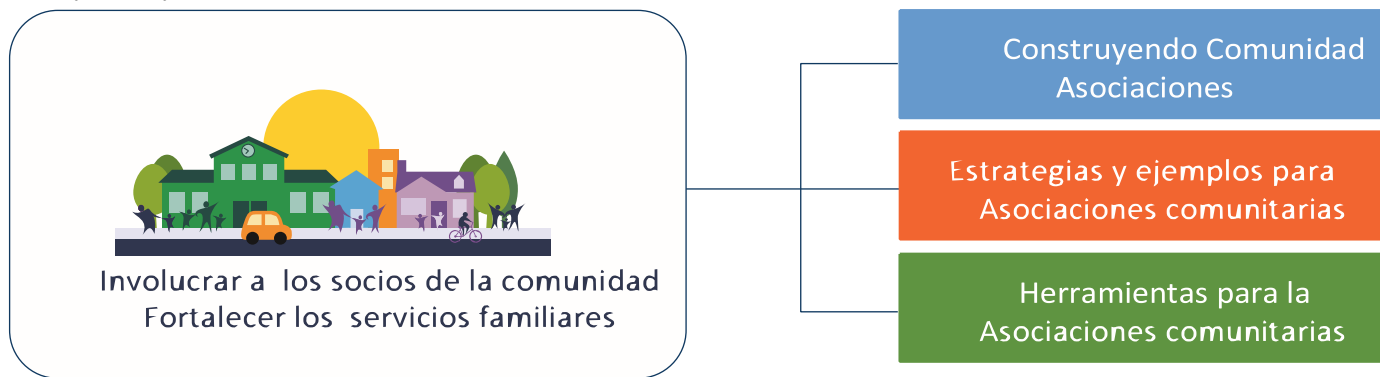 Involucrar a los socios de la comunidad
Fortalecer los servicios familiares
Construyendo Comunidad
Asociaciones
Estrategias y ejemplos para
Asociaciones comunitarias
Herramientas para la
Asociaciones comunitarias